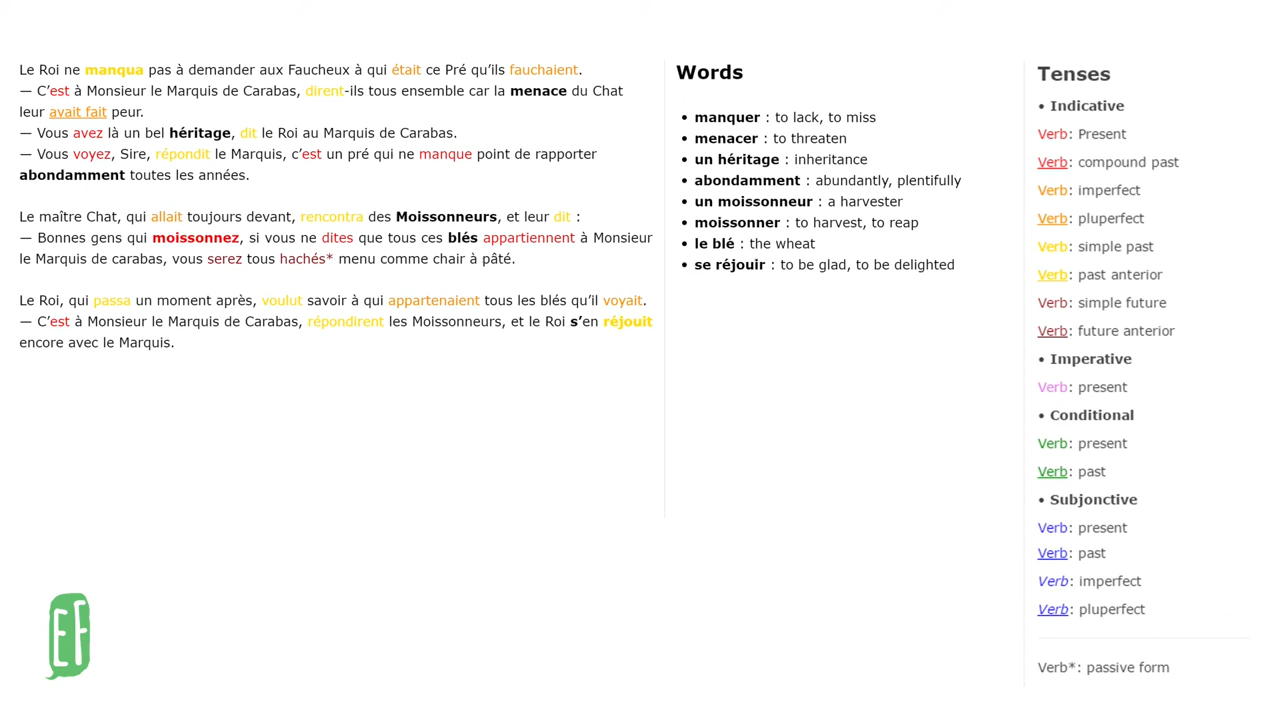 Le Roi ne manqua pas à demander aux Faucheux à qui était ce Pré qu’ils fauchaient.
— C’est à Monsieur le Marquis de Carabas, dirent-ils tous ensemble car la menace du Chat
leur avait fait peur.
— Vous avez là un bel héritage, dit le Roi au Marquis de Carabas.
— Vous voyez, Sire, répondit le Marquis, c’est un pré qui ne manque point de rapporter
abondamment toutes les années.
Le maître Chat, qui allait toujours devant, rencontra des Moissonneurs, et leur dit :
— Bonnes gens qui moissonnez, si vous ne dites que tous ces blés appartiennent à Monsieur
le Marquis de carabas, vous serez tous hachés* menu comme chair à pâté.
Le Roi, qui passa un moment après, voulut savoir à qui appartenaient tous les blés qu’il voyait.
— C’est à Monsieur le Marquis de Carabas, répondirent les Moissonneurs, et le Roi s’en réjouit
encore avec le Marquis.
Words
• manquer : to lack, to miss
• menacer : to threaten
• un héritage : inheritance
• abondamment : abundantly, plentifully
• un moissonneur : a harvester
• moissonner : to harvest, to reap
• le blé : the wheat
• se réjouir : to be glad, to be delighted
Tenses
• Indicative
Verb: Present
Verb: compound past
Verb: imperfect
Verb: pluperfect
Verb: simple past
Verb: past anterior
Verb: simple future
Verb: future anterior
• Imperative
Verb: present
• Conditional
Verb: present
Verb: past
• Subjonctive
Verb: present
Verb: past
Verb: imperfect
Verb: pluperfect
Verb*: passive form
EF